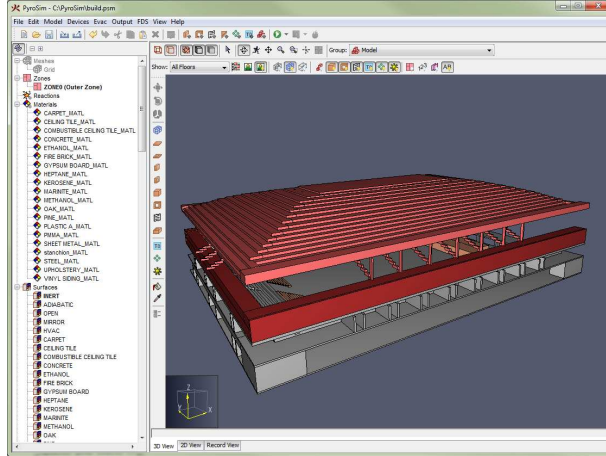 PyroSim - C:\PyroSim\build.psm
File Edit Model Devices Evac Output FDS View Help
Group: Model
Show: All Floors
Meshes
Grid
Zones
ZONE0 (Outer Zone)
Reactions
Materials
CARPET_MATL
CEILING TILE_MATL
COMBUSTIBLE CEILING TILE_MATL
CONCRETE_MATL
ETHANOL_MATL
FIRE BRICK_MATL
GYPSUM BOARD_MATL
HEPTANE_MATL
KEROSENE_MATL
MARINITE_MATL
METHANOL_MATL
OAK_MATL
PINE_MATL
PLASTIC A_MATL
PMMA_MATL
SHEET METAL_MATL
stanchion_MATL
STEEL_MATL
UPHOLSTERY_MATL
VINYL SIDING_MATL
Surfaces
INERT
ADIABATIC
OPEN
MIRROR
HVAC
CARPET
CEILING TILE
COMBUSTIBLE CEILING TILE
CONCRETE
ETHANOL
FIRE BRICK
GYPSUM BOARD
HEPTANE
KEROSENE
MARINITE
METHANOL
OAK
Z
Y
X
3D View 2D View Record View